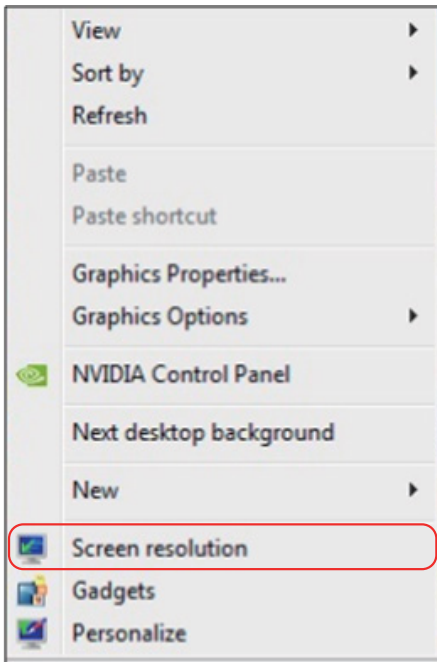 View
Sort by
Refresh
Paste
Paste shortcut
Graphics Properties...
Graphics Options
NVIDIA Control Panel
Next desktop background
New
Screen resolution
Gadgets
Personalize